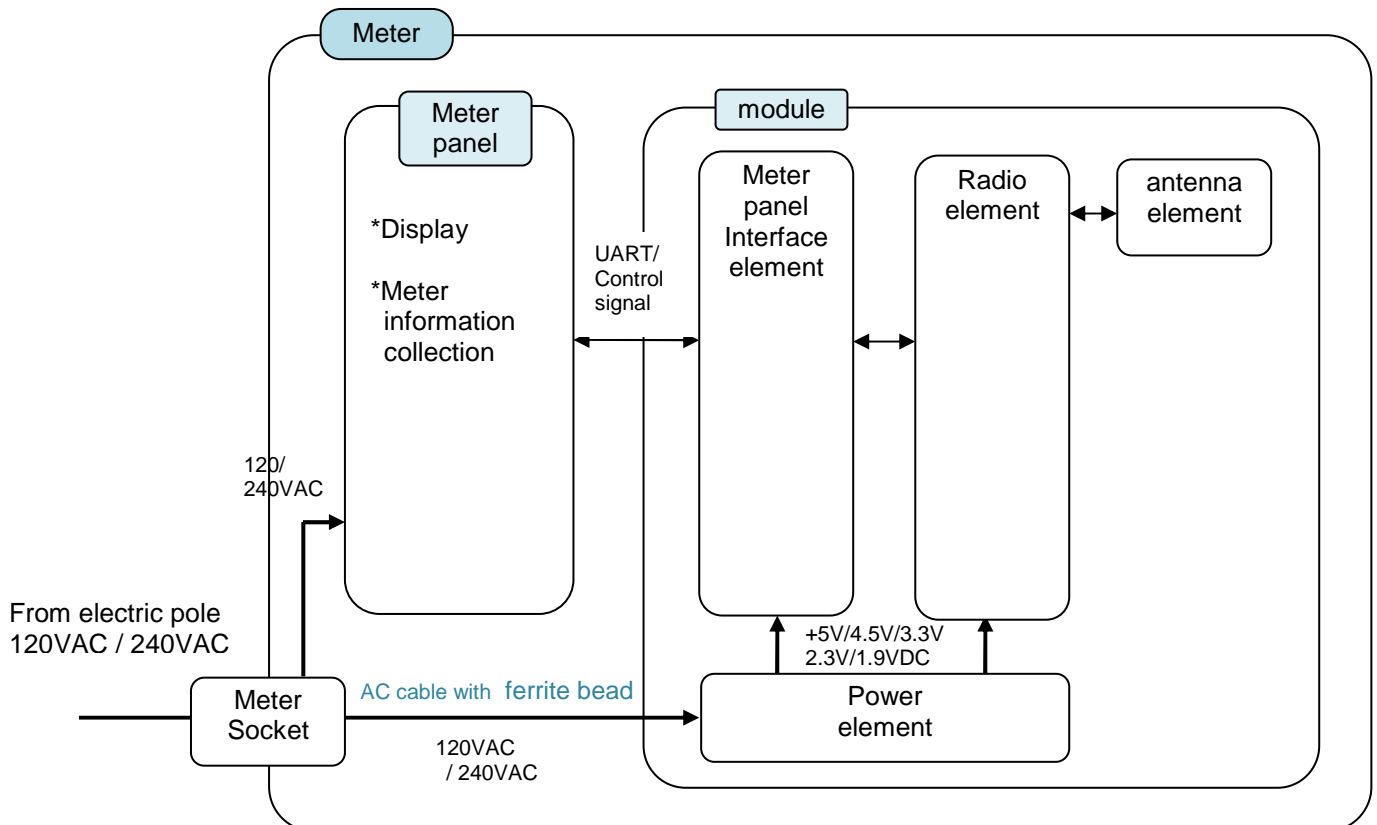 Meter
Meter
panel
*Display
*Meter
information
collection
UART/
Control
signal
module
Meter
panel
Interface
element
Radio
element
antenna
element
120/
240VAC
From electric pole
120VAC / 240VAC
Meter
Socket
AC cable with ferrite bead
120VAC
/ 240VAC
+5V/4.5V/3.3V
2.3V/1.9VDC
Power
element